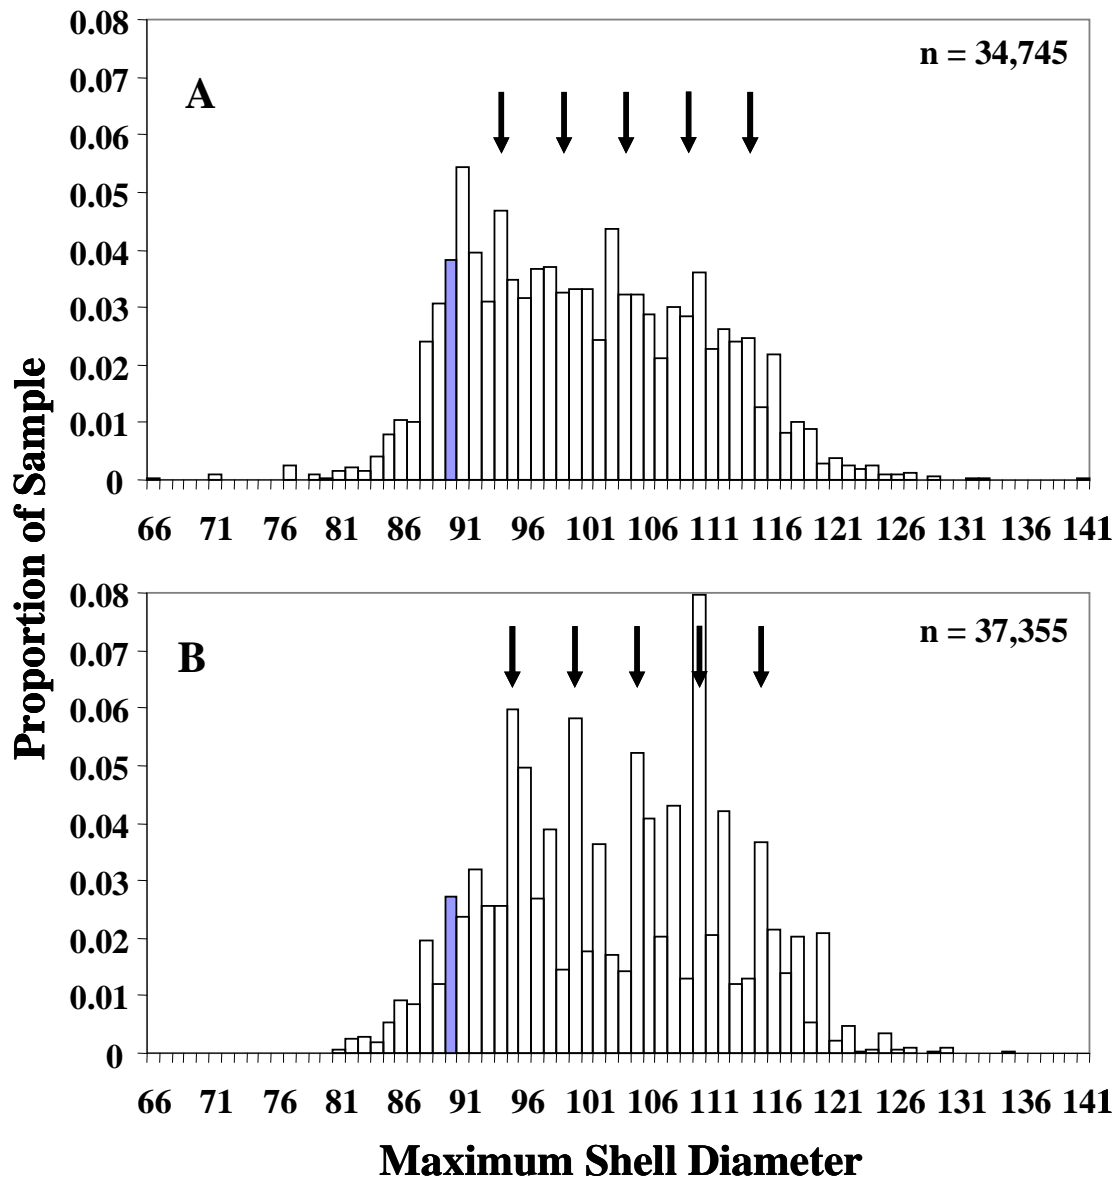 0.08
n = 34,745
0.07
A
0.06
0.05
0.04
0.03
0.02
0.01
0
66 71 76 81 86 91 96 101 106 111 116 121 126 131 136 141
Proportion of Sample
0.08
n = 37,355
0.07
B
0.06
0.05
0.04
0.03
0.02
0.01
0
66 71 76 81 86 91 96 101 106 111 116 121 126 131 136 141
Maximum Shell Diameter